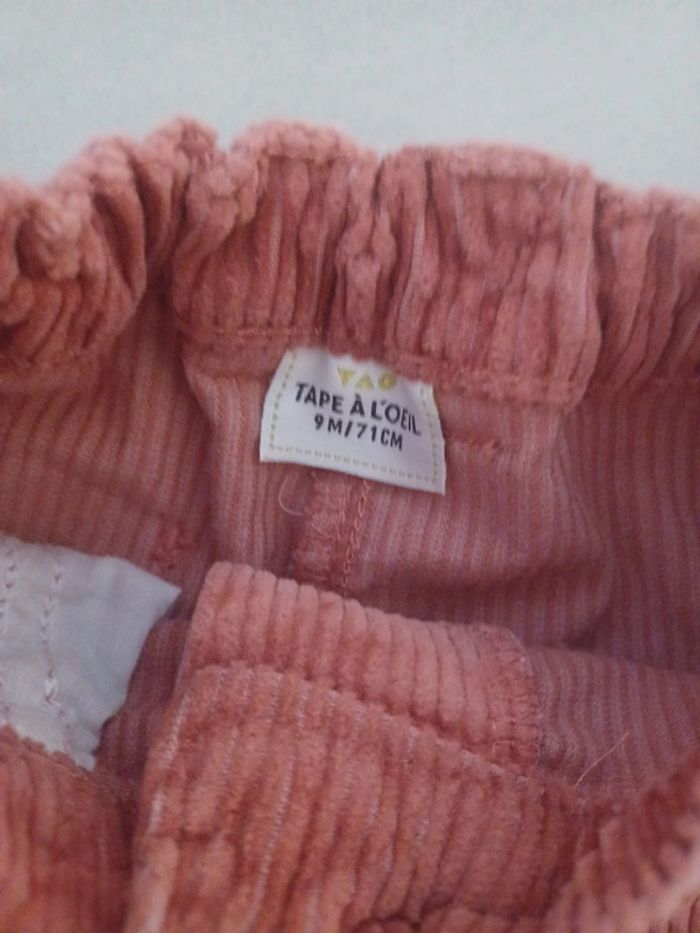 TAO
TAPE À L'OEIL
9M/71CM